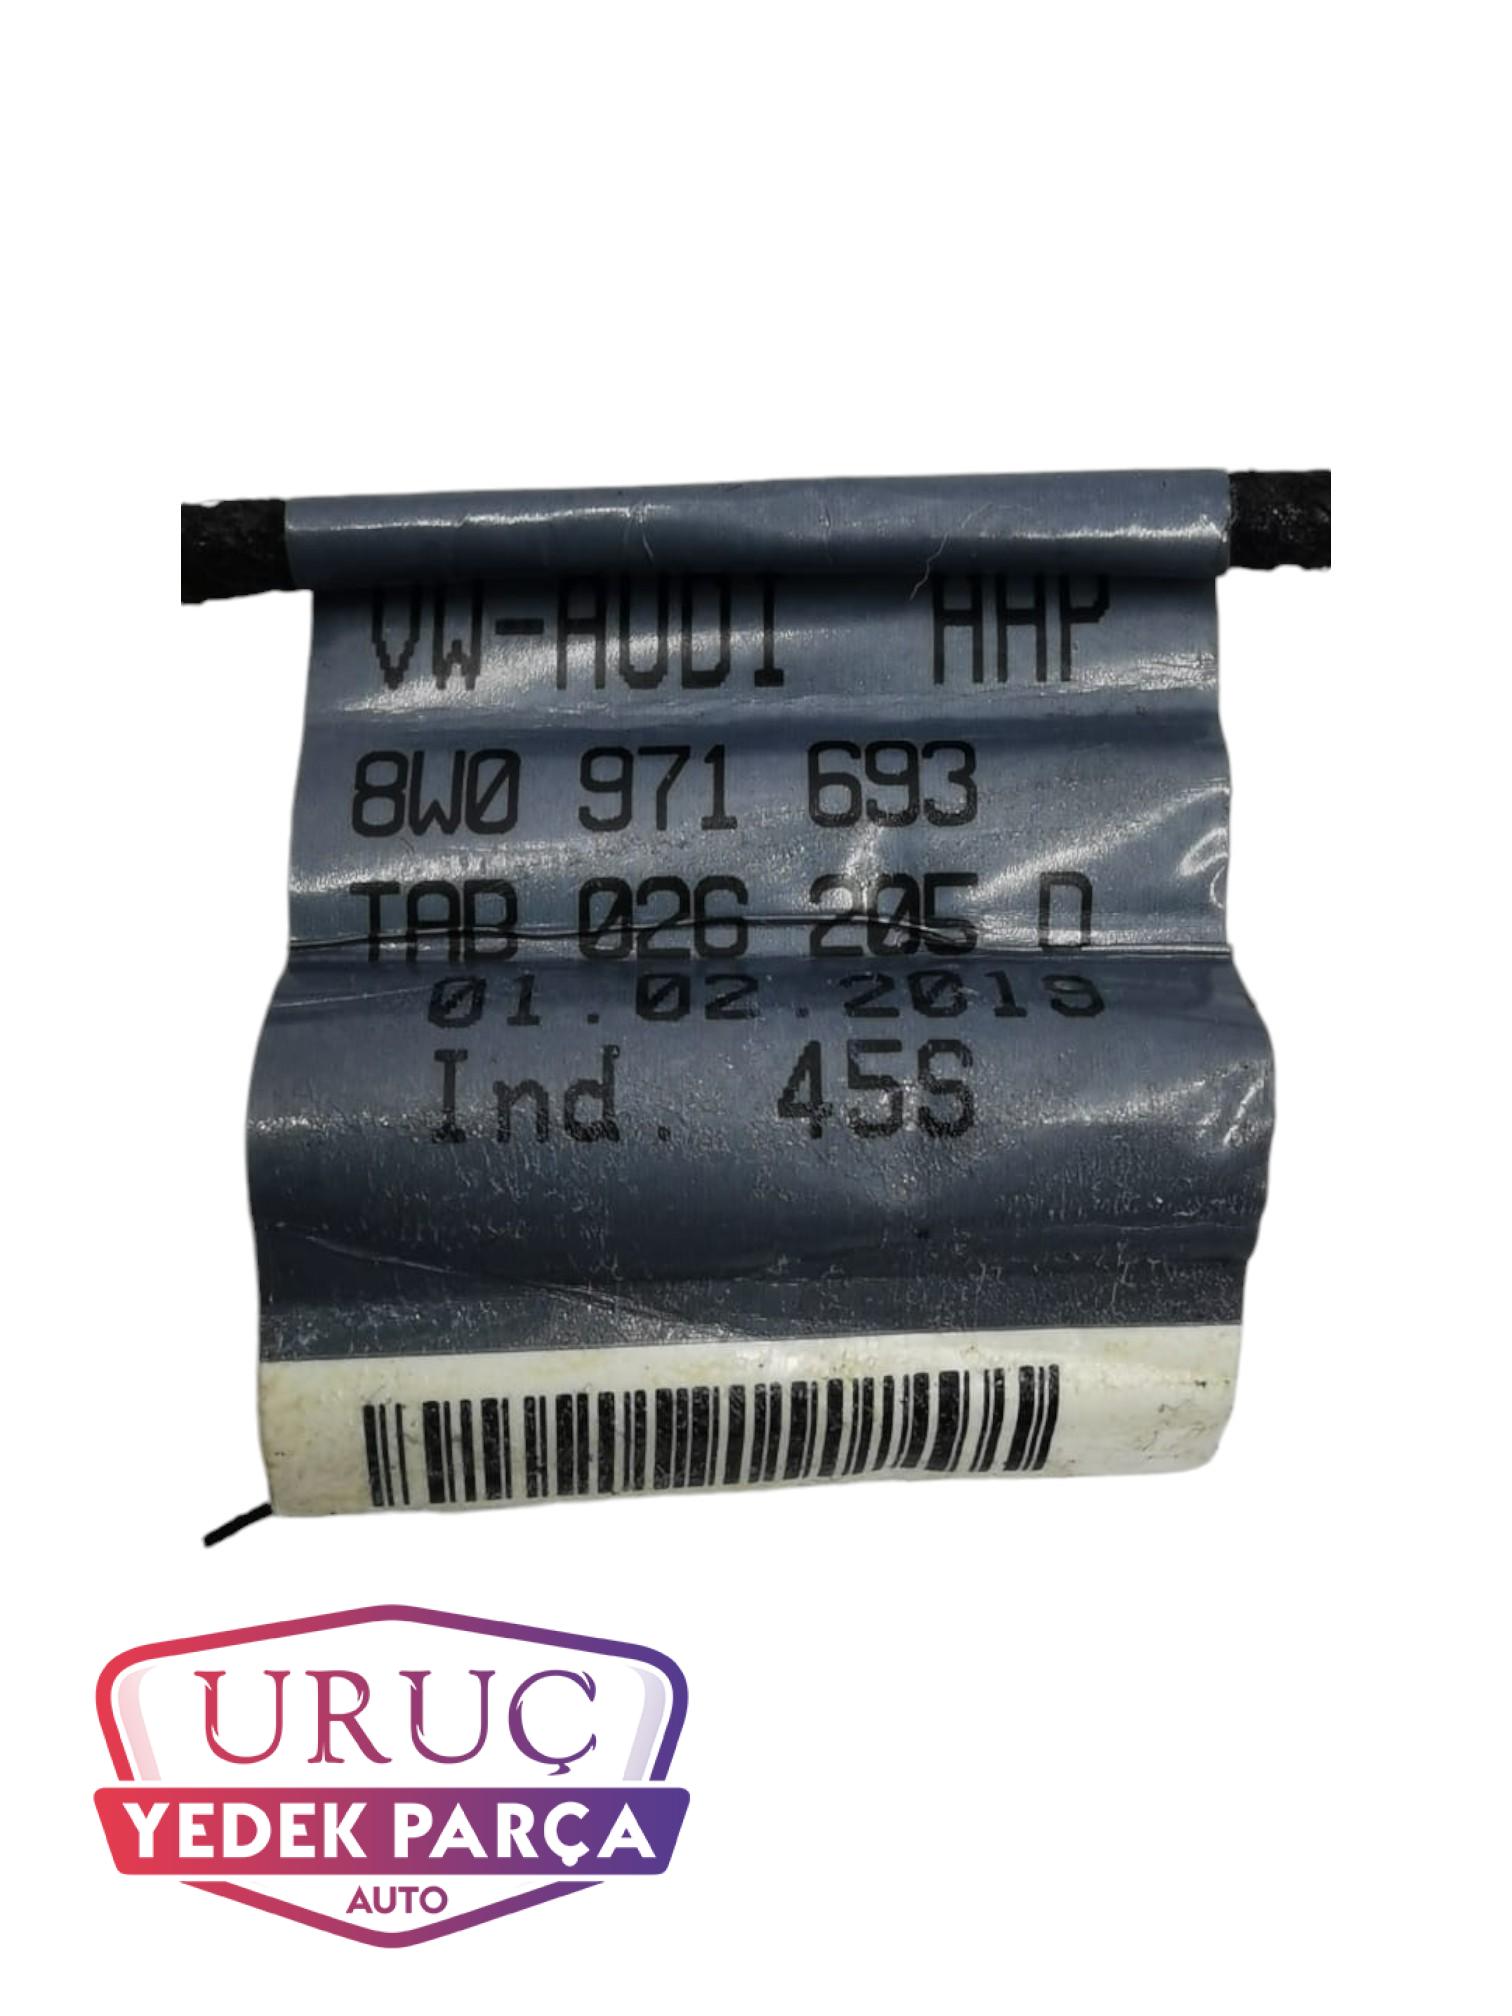 VW-AUDI AHP
8W0 971 693
TAB 026 205 D
01.02.2019
Ind. 45S
URUÇ
YEDEK PARÇA
AUTO